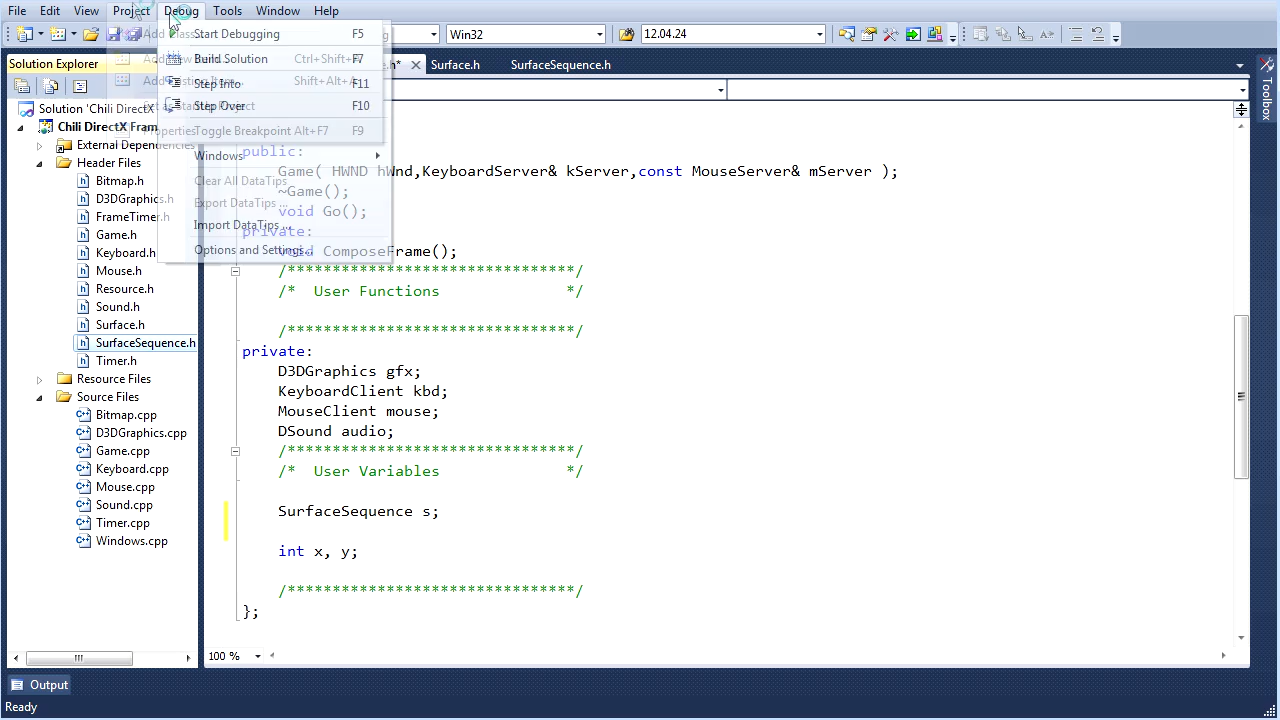 File Edit View Project Debug Tools Window Help
Win32 12.04.24
Solution Explorer
Surface.h SurfaceSequence.h
Toolbox
Start Debugging F5
Build Solution Ctrl+Shift+ F7
Step Into F11
Step Over F10
Toggle Breakpoint Alt+F7 F9
Windows
Clear All DataTips
Export DataTips ...
Import DataTips ...
Options and Settings...
Properties
Solution 'Chili DirectX
Chili DirectX Fram
External Dependencies
Header Files
Bitmap.h
D3DGraphics.h
FrameTimer.h
Game.h
Keyboard.h
Mouse.h
Resource.h
Sound.h
Surface.h
SurfaceSequence.h
Timer.h
Resource Files
Source Files
Bitmap.cpp
D3DGraphics.cpp
Game.cpp
Keyboard.cpp
Mouse.cpp
Sound.cpp
Timer.cpp
Windows.cpp
public:
Game( HWND hWnd,KeyboardServer& kServer,const MouseServer& mServer );
~Game();
void Go();
private:
void ComposeFrame();
/********************************/
/* User Functions */
/********************************/
private:
D3DGraphics gfx;
KeyboardClient kbd;
MouseClient mouse;
DSound audio;
/********************************/
/* User Variables */
SurfaceSequence s;
int x, y;
/********************************/
};
100 %
Output
Ready